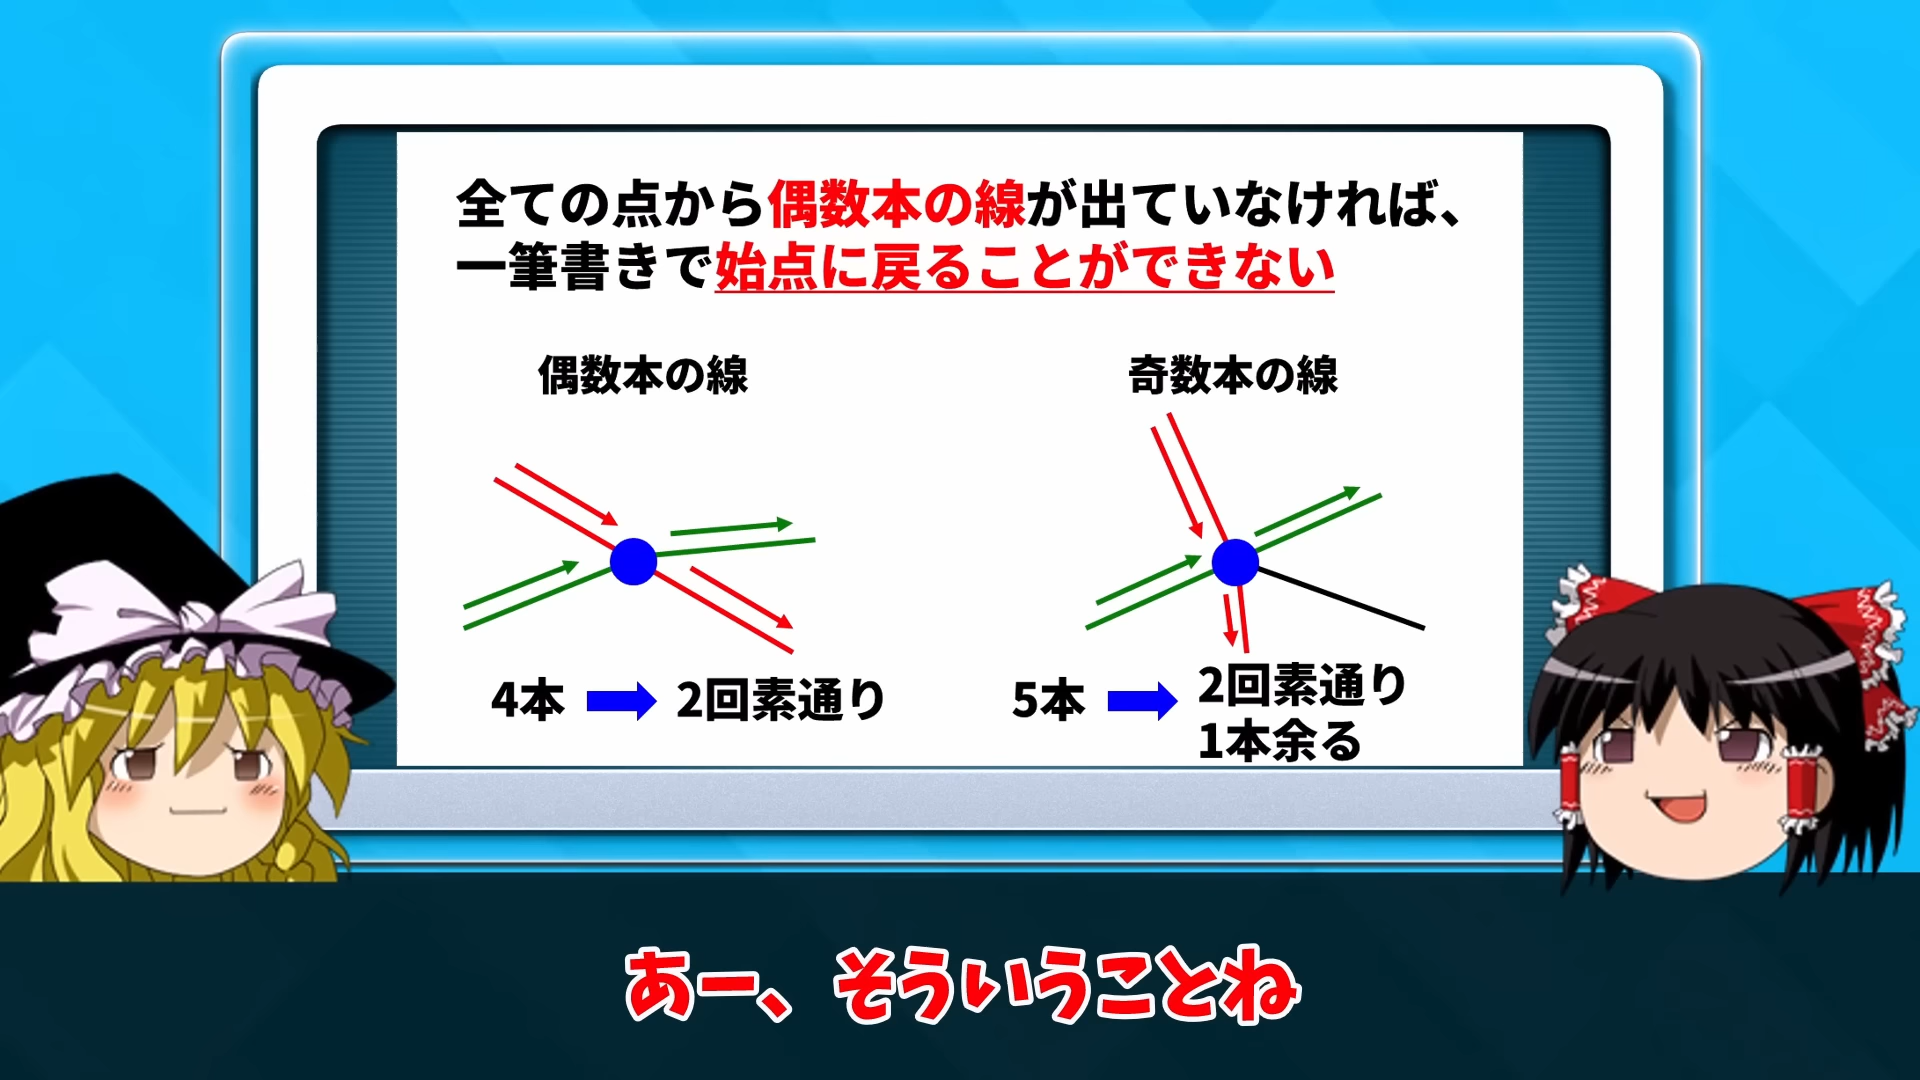 全ての点から偶数本の線が出ていなければ、
一筆書きで始点に戻ることができない
偶数本の線
奇数本の線
4本
2回素通り
5本
2回素通り
1本余る
あー、そういうことね